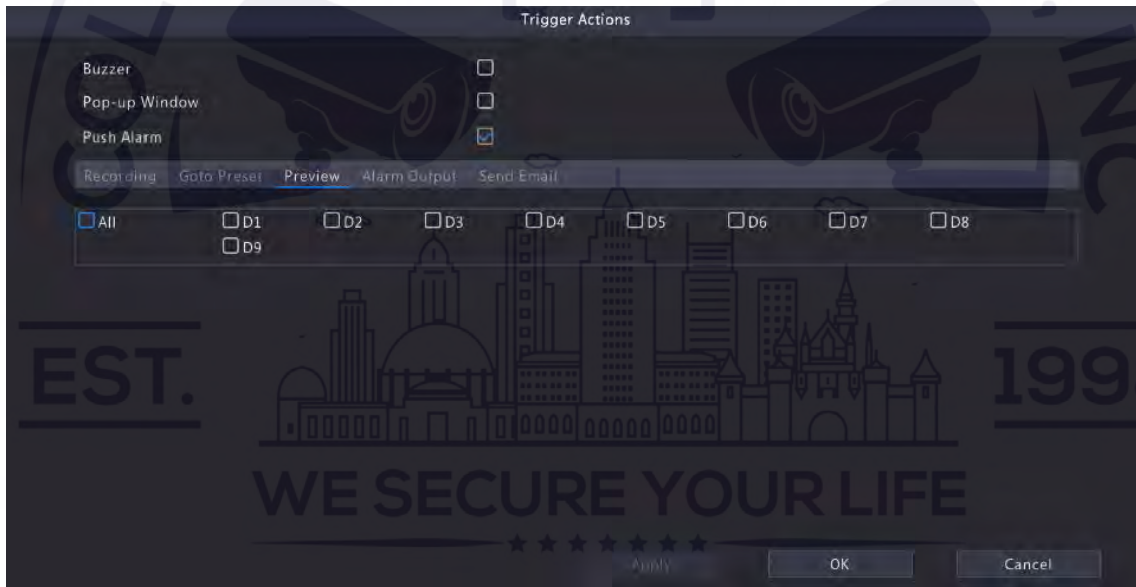 Trigger Actions
Buzzer
Pop-up Window
Push Alarm
Recording Goto Preset Preview Alarm Output Send Email
All D1 D2 D3 D4 D5 D6 D7 D8
D9
EST. 199
WE SECURE YOUR LIFE
Apply OK Cancel